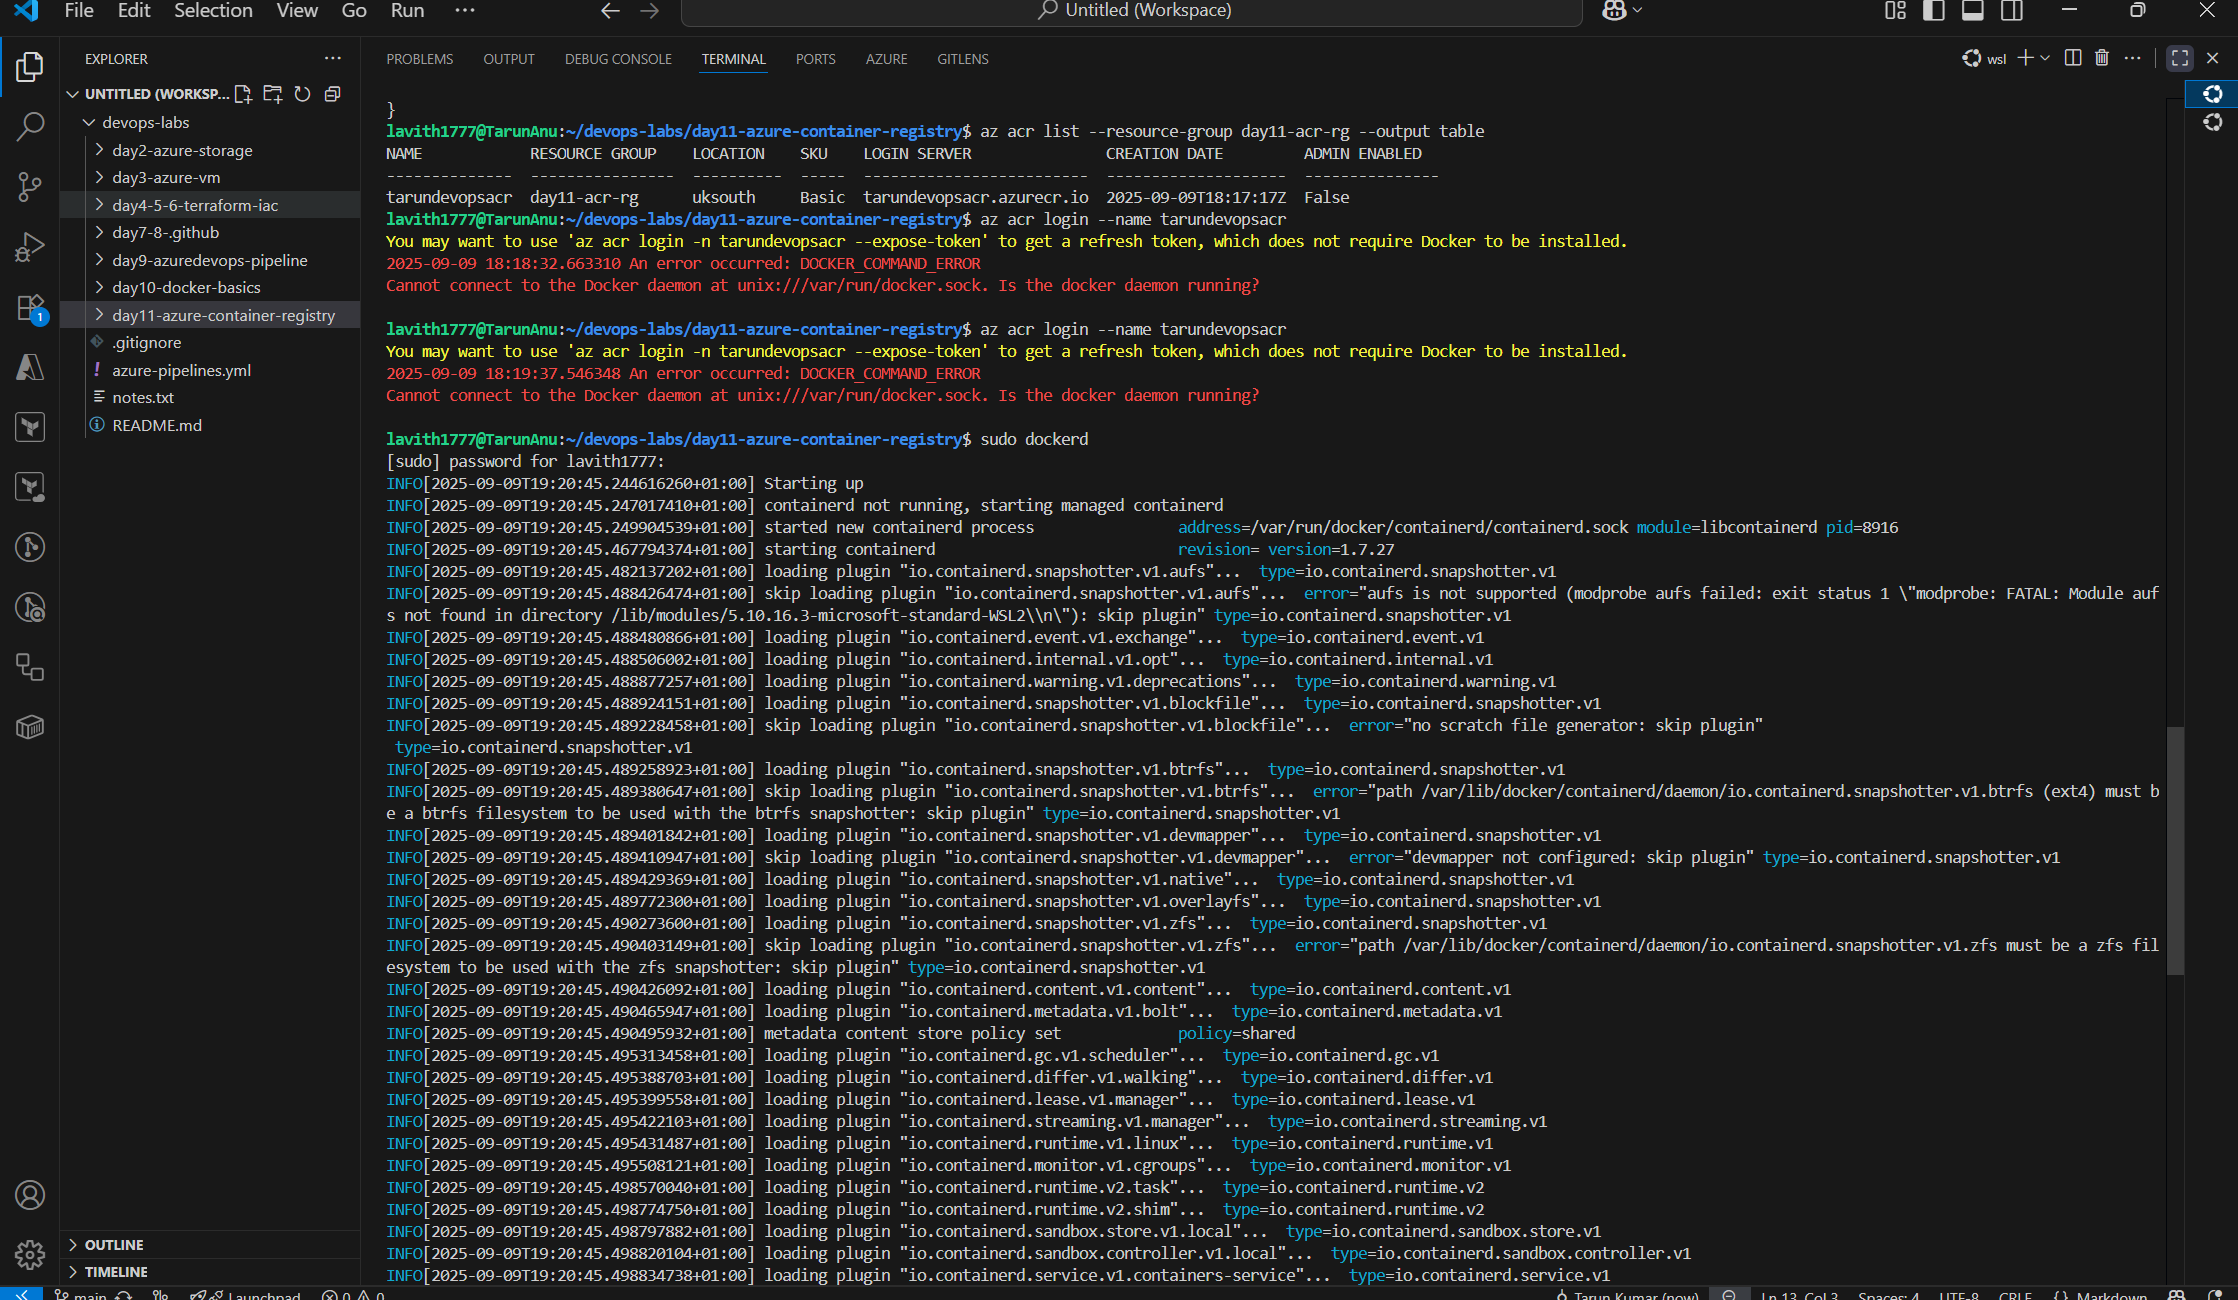 File Edit Selection View Go Run ··· Untitled (Workspace)
EXPLORER ···
UNTITLED (WORKSP...
devops-labs
day2-azure-storage
day3-azure-vm
day4-5-6-terraform-iac
day7-8-.github
day9-azuredevops-pipeline
day10-docker-basics
1
day11-azure-container-registry
.gitignore
! azure-pipelines.yml
notes.txt
README.md
OUTLINE
TIMELINE
PROBLEMS OUTPUT DEBUG CONSOLE TERMINAL PORTS AZURE GITLENS wsl
}
lavith1777@TarunAnu:~/devops-labs/day11-azure-container-registry$ az acr list --resource-group day11-acr-rg --output table
NAME RESOURCE GROUP LOCATION SKU LOGIN SERVER CREATION DATE ADMIN ENABLED
-------------- ---------------- ---------- ----- ------------------------- -------------------- ---------------
tarundevopsacr day11-acr-rg uksouth Basic tarundevopsacr.azurecr.io 2025-09-09T18:17:17Z False
lavith1777@TarunAnu:~/devops-labs/day11-azure-container-registry$ az acr login --name tarundevopsacr
You may want to use 'az acr login -n tarundevopsacr --expose-token' to get a refresh token, which does not require Docker to be installed.
2025-09-09 18:18:32.663310 An error occurred: DOCKER_COMMAND_ERROR
Cannot connect to the Docker daemon at unix:///var/run/docker.sock. Is the docker daemon running?
lavith1777@TarunAnu:~/devops-labs/day11-azure-container-registry$ az acr login --name tarundevopsacr
You may want to use 'az acr login -n tarundevopsacr --expose-token' to get a refresh token, which does not require Docker to be installed.
2025-09-09 18:19:37.546348 An error occurred: DOCKER_COMMAND_ERROR
Cannot connect to the Docker daemon at unix:///var/run/docker.sock. Is the docker daemon running?
lavith1777@TarunAnu:~/devops-labs/day11-azure-container-registry$ sudo dockerd
[sudo] password for lavith1777:
INFO[2025-09-09T19:20:45.244616260+01:00] Starting up
INFO[2025-09-09T19:20:45.247017410+01:00] containerd not running, starting managed containerd
INFO[2025-09-09T19:20:45.249904539+01:00] started new containerd process address=/var/run/docker/containerd/containerd.sock module=libcontainerd pid=8916
INFO[2025-09-09T19:20:45.467794374+01:00] starting containerd revision= version=1.7.27
INFO[2025-09-09T19:20:45.482137202+01:00] loading plugin "io.containerd.snapshotter.v1.aufs"... type=io.containerd.snapshotter.v1
INFO[2025-09-09T19:20:45.488426474+01:00] skip loading plugin "io.containerd.snapshotter.v1.aufs"... error="aufs is not supported (modprobe aufs failed: exit status 1 \"modprobe: FATAL: Module auf
s not found in directory /lib/modules/5.10.16.3-microsoft-standard-WSL2\\n\"): skip plugin" type=io.containerd.snapshotter.v1
INFO[2025-09-09T19:20:45.488480866+01:00] loading plugin "io.containerd.event.v1.exchange"... type=io.containerd.event.v1
INFO[2025-09-09T19:20:45.488506002+01:00] loading plugin "io.containerd.internal.v1.opt"... type=io.containerd.internal.v1
INFO[2025-09-09T19:20:45.488877257+01:00] loading plugin "io.containerd.warning.v1.deprecations"... type=io.containerd.warning.v1
INFO[2025-09-09T19:20:45.488924151+01:00] loading plugin "io.containerd.snapshotter.v1.blockfile"... type=io.containerd.snapshotter.v1
INFO[2025-09-09T19:20:45.489228458+01:00] skip loading plugin "io.containerd.snapshotter.v1.blockfile"... error="no scratch file generator: skip plugin"
type=io.containerd.snapshotter.v1
INFO[2025-09-09T19:20:45.489258923+01:00] loading plugin "io.containerd.snapshotter.v1.btrfs"... type=io.containerd.snapshotter.v1
INFO[2025-09-09T19:20:45.489380647+01:00] skip loading plugin "io.containerd.snapshotter.v1.btrfs"... error="path /var/lib/docker/containerd/daemon/io.containerd.snapshotter.v1.btrfs (ext4) must b
e a btrfs filesystem to be used with the btrfs snapshotter: skip plugin" type=io.containerd.snapshotter.v1
INFO[2025-09-09T19:20:45.489401842+01:00] loading plugin "io.containerd.snapshotter.v1.devmapper"... type=io.containerd.snapshotter.v1
INFO[2025-09-09T19:20:45.489410947+01:00] skip loading plugin "io.containerd.snapshotter.v1.devmapper"... error="devmapper not configured: skip plugin" type=io.containerd.snapshotter.v1
INFO[2025-09-09T19:20:45.489429369+01:00] loading plugin "io.containerd.snapshotter.v1.native"... type=io.containerd.snapshotter.v1
INFO[2025-09-09T19:20:45.489772300+01:00] loading plugin "io.containerd.snapshotter.v1.overlayfs"... type=io.containerd.snapshotter.v1
INFO[2025-09-09T19:20:45.490273600+01:00] loading plugin "io.containerd.snapshotter.v1.zfs"... type=io.containerd.snapshotter.v1
INFO[2025-09-09T19:20:45.490403149+01:00] skip loading plugin "io.containerd.snapshotter.v1.zfs"... error="path /var/lib/docker/containerd/daemon/io.containerd.snapshotter.v1.zfs must be a zfs fil
esystem to be used with the zfs snapshotter: skip plugin" type=io.containerd.snapshotter.v1
INFO[2025-09-09T19:20:45.490426092+01:00] loading plugin "io.containerd.content.v1.content"... type=io.containerd.content.v1
INFO[2025-09-09T19:20:45.490465947+01:00] loading plugin "io.containerd.metadata.v1.bolt"... type=io.containerd.metadata.v1
INFO[2025-09-09T19:20:45.490495932+01:00] metadata content store policy set policy=shared
INFO[2025-09-09T19:20:45.495313458+01:00] loading plugin "io.containerd.gc.v1.scheduler"... type=io.containerd.gc.v1
INFO[2025-09-09T19:20:45.495388703+01:00] loading plugin "io.containerd.differ.v1.walking"... type=io.containerd.differ.v1
INFO[2025-09-09T19:20:45.495399558+01:00] loading plugin "io.containerd.lease.v1.manager"... type=io.containerd.lease.v1
INFO[2025-09-09T19:20:45.495422103+01:00] loading plugin "io.containerd.streaming.v1.manager"... type=io.containerd.streaming.v1
INFO[2025-09-09T19:20:45.495431487+01:00] loading plugin "io.containerd.runtime.v1.linux"... type=io.containerd.runtime.v1
INFO[2025-09-09T19:20:45.495508121+01:00] loading plugin "io.containerd.monitor.v1.cgroups"... type=io.containerd.monitor.v1
INFO[2025-09-09T19:20:45.498570040+01:00] loading plugin "io.containerd.runtime.v2.task"... type=io.containerd.runtime.v2
INFO[2025-09-09T19:20:45.498774750+01:00] loading plugin "io.containerd.runtime.v2.shim"... type=io.containerd.runtime.v2
INFO[2025-09-09T19:20:45.498797882+01:00] loading plugin "io.containerd.sandbox.store.v1.local"... type=io.containerd.sandbox.store.v1
INFO[2025-09-09T19:20:45.498820104+01:00] loading plugin "io.containerd.sandbox.controller.v1.local"... type=io.containerd.sandbox.controller.v1
INFO[2025-09-09T19:20:45.498834738+01:00] loading plugin "io.containerd.service.v1.containers-service"... type=io.containerd.service.v1
main Launchpad 0 0 Tarun Kumar (now) Ln 13, Col 3 Spaces: 4 UTF-8 CRLF {} Markdown